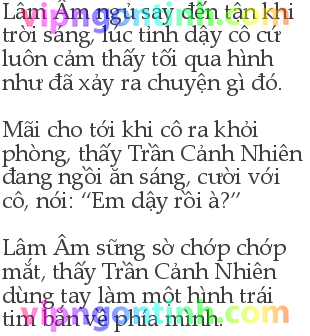 Lâm Âm ngủ say đến tận khi
trời sáng, lúc tỉnh dậy cô cứ
luôn cảm thấy tối qua hình
như đã xảy ra chuyện gì đó.
Mãi cho tới khi cô ra khỏi
phòng, thấy Trần Cảnh Nhiên
đang ngồi ăn sáng, cười với
cô, nói: “Em dậy rồi à?”
Lâm Âm sững sờ chớp chớp
mắt, thấy Trần Cảnh Nhiên
dùng tay làm một hình trái
tim bắn về phía mình.
vipngontinh.com
vipngontinh.com